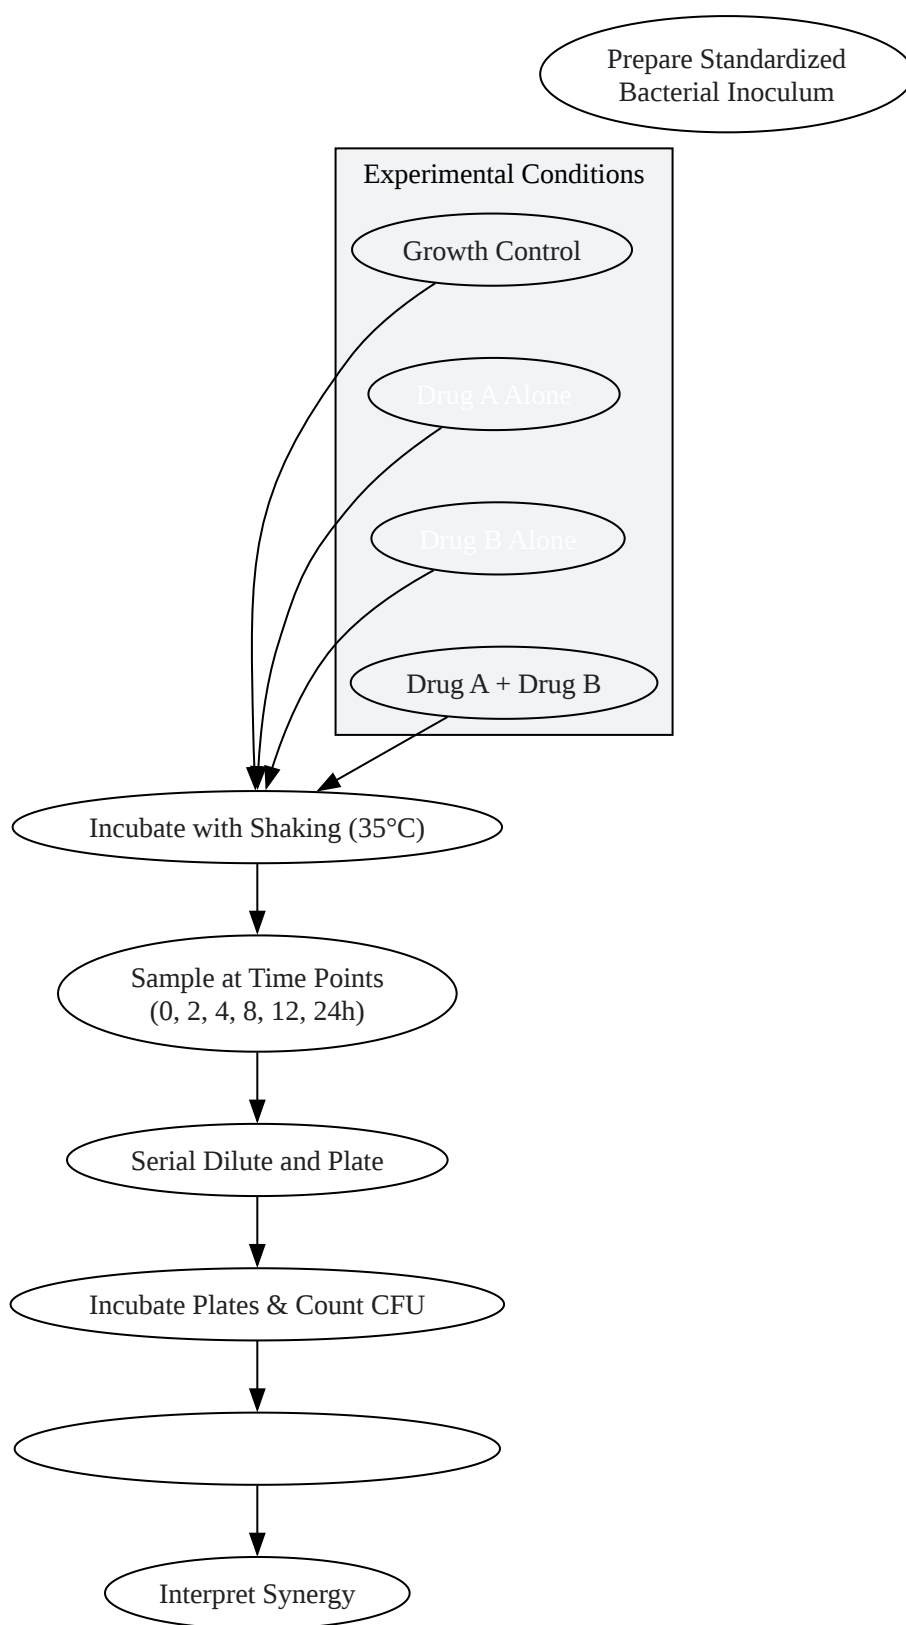 Prepare Standardized
Bacterial Inoculum
Experimental Conditions
Growth Control
Drug A Alone
Drug B Alone
Drug A + Drug B
Incubate with Shaking (35°C)
Sample at Time Points
(0, 2, 4, 8, 12, 24h)
Serial Dilute and Plate
Incubate Plates & Count CFU
Interpret Synergy